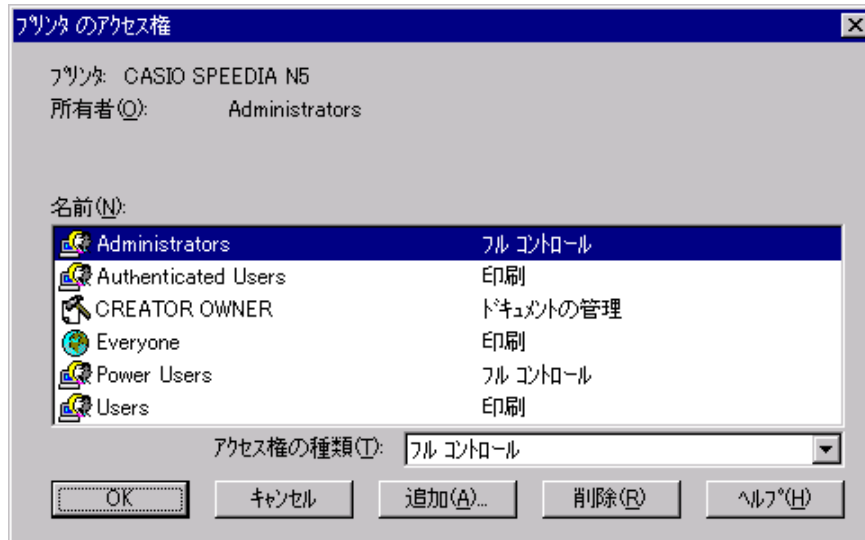 プリンタ のアクセス権
プリンタ: CASIO SPEEDIA N5
所有者(O): Administrators
名前(N):
Administrators フル コントロール
Authenticated Users 印刷
CREATOR OWNER ドキュメントの管理
Everyone 印刷
Power Users フル コントロール
Users 印刷
アクセス権の種類(T): フル コントロール
OK キャンセル 追加(A)... 削除(R) ヘルプ(H)